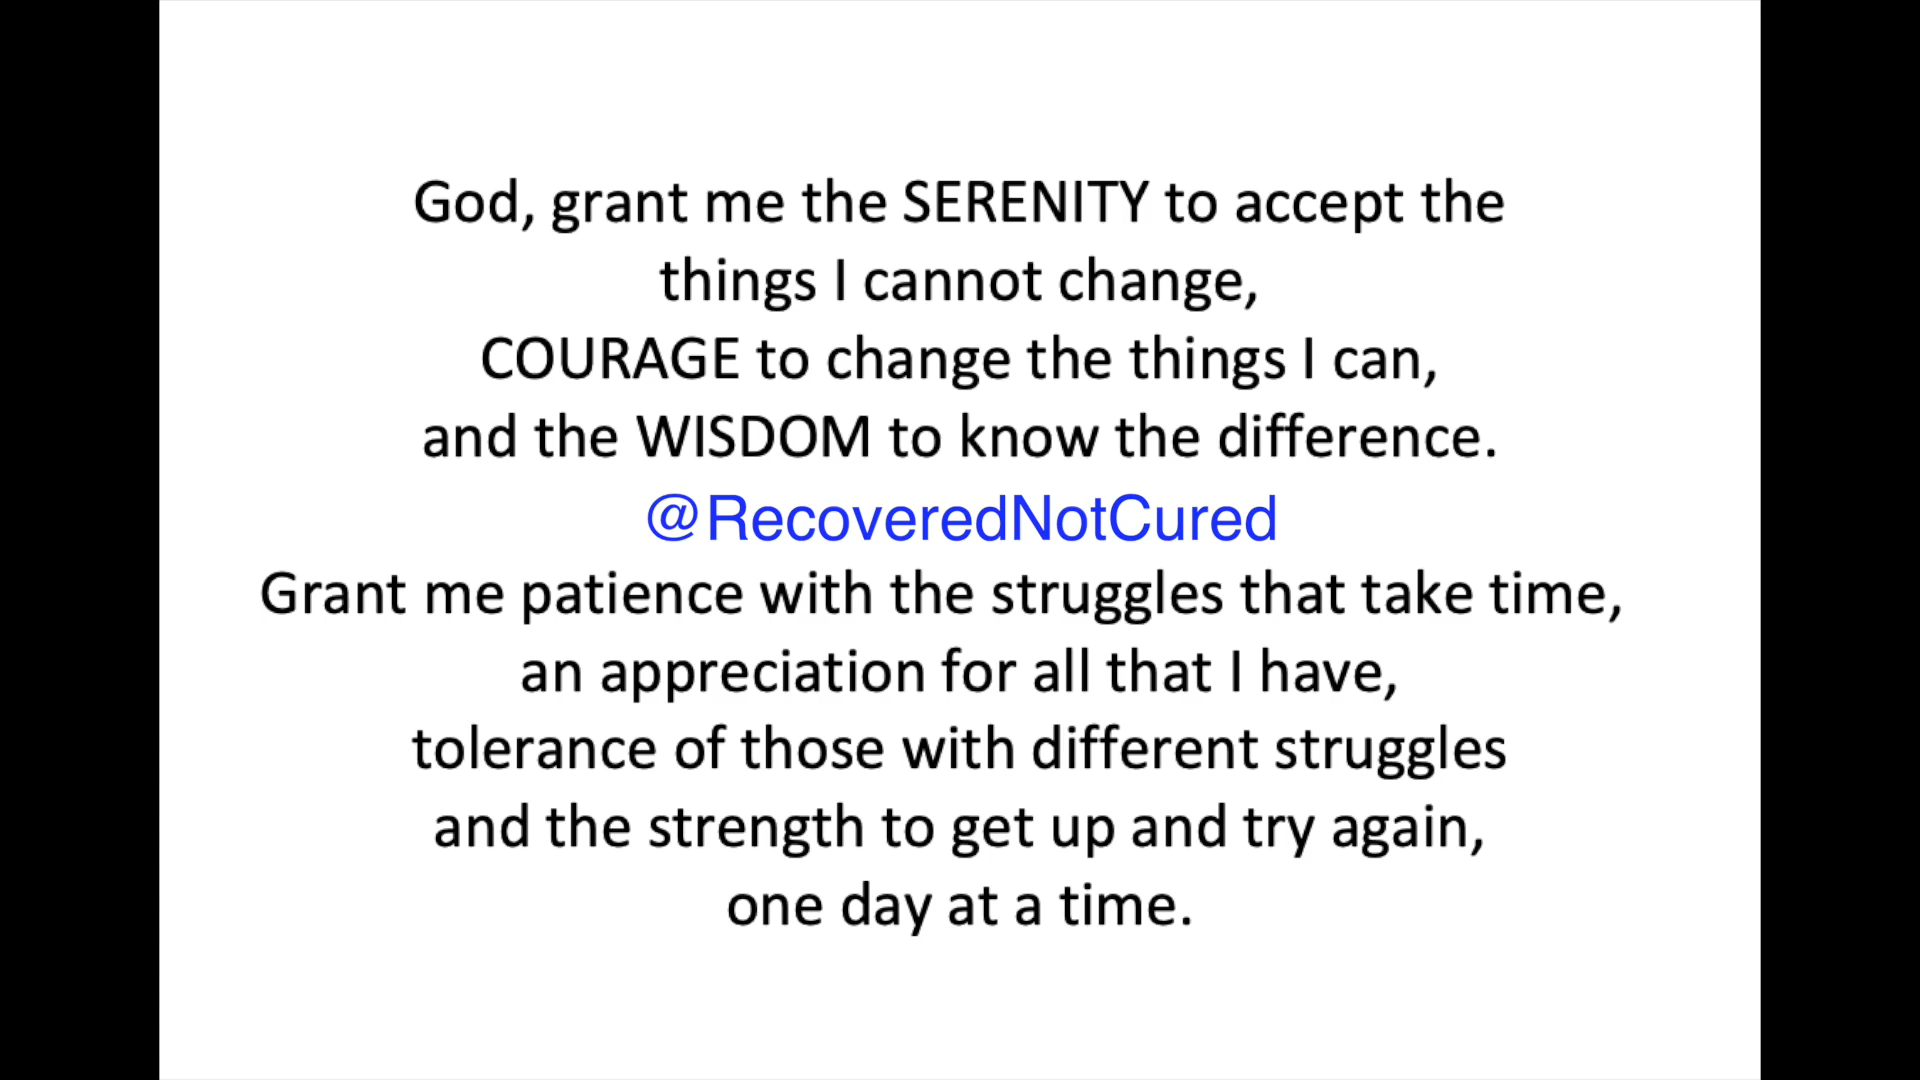 God, grant me the SERENITY to accept the
things I cannot change,
COURAGE to change the things I can,
and the WISDOM to know the difference.
@RecoveredNotCured
Grant me patience with the struggles that take time,
an appreciation for all that I have,
tolerance of those with different struggles
and the strength to get up and try again,
one day at a time.